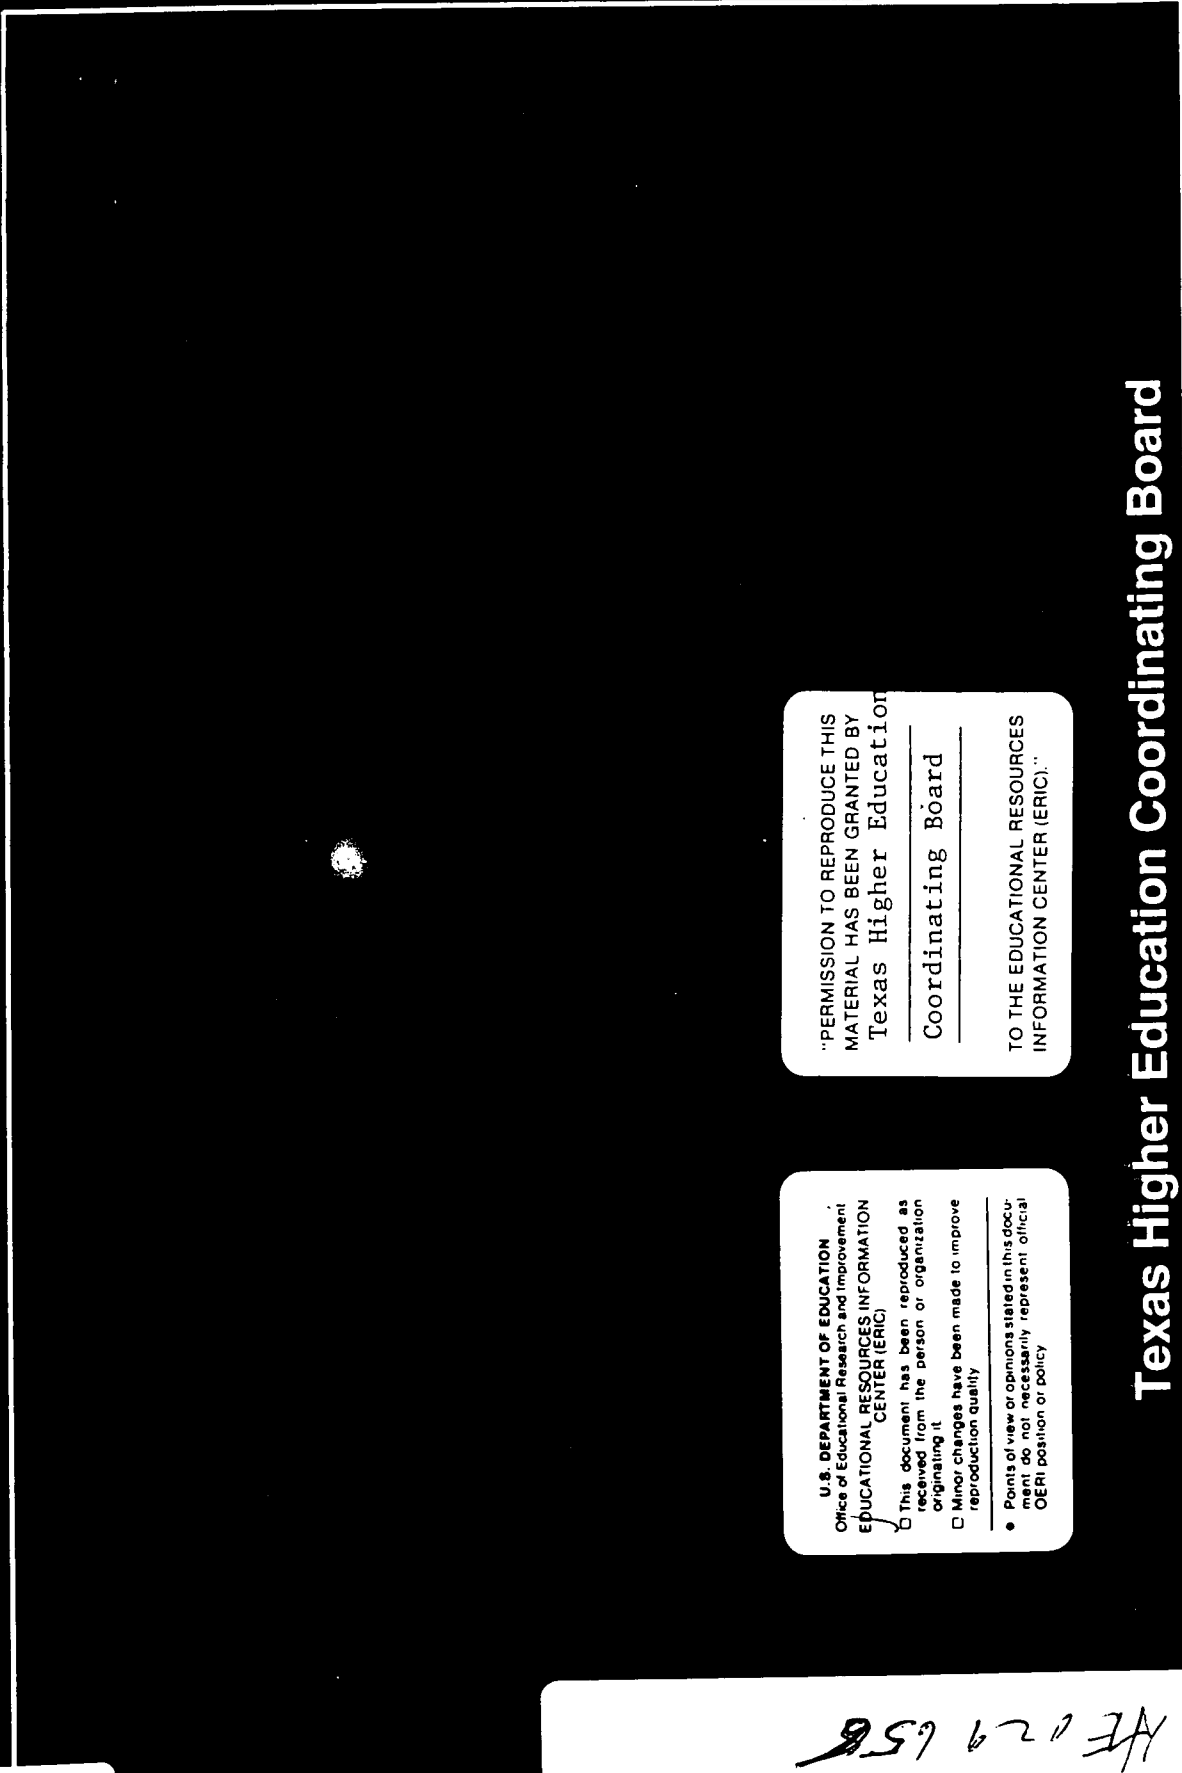 U.S. DEPARTMENT OF EDUCATION
Office of Educational Research and Improvement
EDUCATIONAL RESOURCES INFORMATION
CENTER (ERIC)
□ This document has been reproduced as
received from the person or organization
originating it
□ Minor changes have been made to improve
reproduction quality
• Points of view or opinions stated in this docu-
ment do not necessarily represent official
OERI position or policy
"PERMISSION TO REPRODUCE THIS
MATERIAL HAS BEEN GRANTED BY
Texas Higher Education
Coordinating Board
TO THE EDUCATIONAL RESOURCES
INFORMATION CENTER (ERIC)."
Texas Higher Education Coordinating Board
HE 029 658